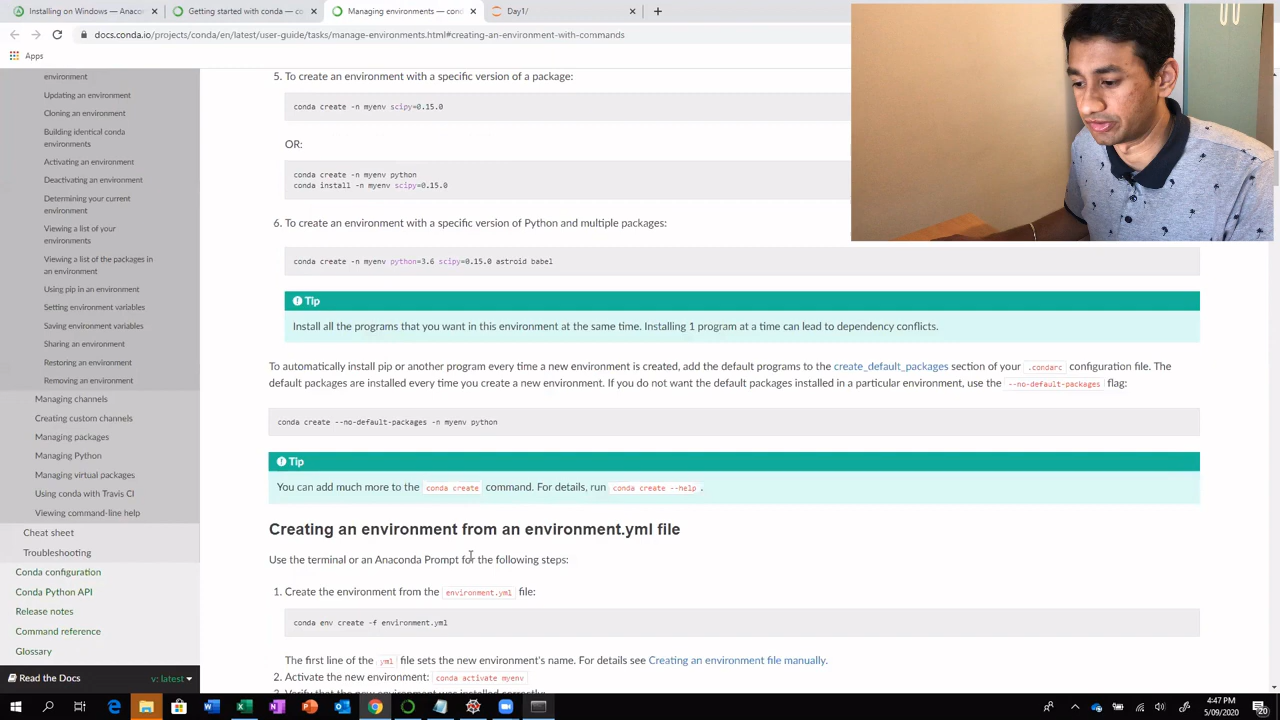 Installing on Windows — Anaco
Getting started with conda — con
Managing environments — cond
Day1/
docs.conda.io/projects/conda/en/latest/user-guide/tasks/manage-environments.html#creating-an-environment-with-commands
Apps
environment
Updating an environment
Cloning an environment
Building identical conda
environments
Activating an environment
Deactivating an environment
Determining your current
environment
Viewing a list of your
environments
Viewing a list of the packages in
an environment
Using pip in an environment
Setting environment variables
Saving environment variables
Sharing an environment
Restoring an environment
Removing an environment
Managing channels
Creating custom channels
Managing packages
Managing Python
Managing virtual packages
Using conda with Travis CI
Viewing command-line help
Cheat sheet
Troubleshooting
Conda configuration
Conda Python API
Release notes
Command reference
Glossary
Read the Docs
v: latest
5. To create an environment with a specific version of a package:
conda create -n myenv scipy=0.15.0
OR:
conda create -n myenv python
conda install -n myenv scipy=0.15.0
6. To create an environment with a specific version of Python and multiple packages:
conda create -n myenv python=3.6 scipy=0.15.0 astroid babel
Tip
Install all the programs that you want in this environment at the same time. Installing 1 program at a time can lead to dependency conflicts.
To automatically install pip or another program every time a new environment is created, add the default programs to the create_default_packages section of your .condarc configuration file. The
default packages are installed every time you create a new environment. If you do not want the default packages installed in a particular environment, use the --no-default-packages flag:
conda create --no-default-packages -n myenv python
Tip
You can add much more to the conda create command. For details, run conda create --help .
Creating an environment from an environment.yml file
Use the terminal or an Anaconda Prompt for the following steps:
1. Create the environment from the environment.yml file:
conda env create -f environment.yml
The first line of the yml file sets the new environment's name. For details see Creating an environment file manually.
2. Activate the new environment: conda activate myenv
3. Verify that the new environment was installed correctly:
4:47 PM
5/09/2020
20